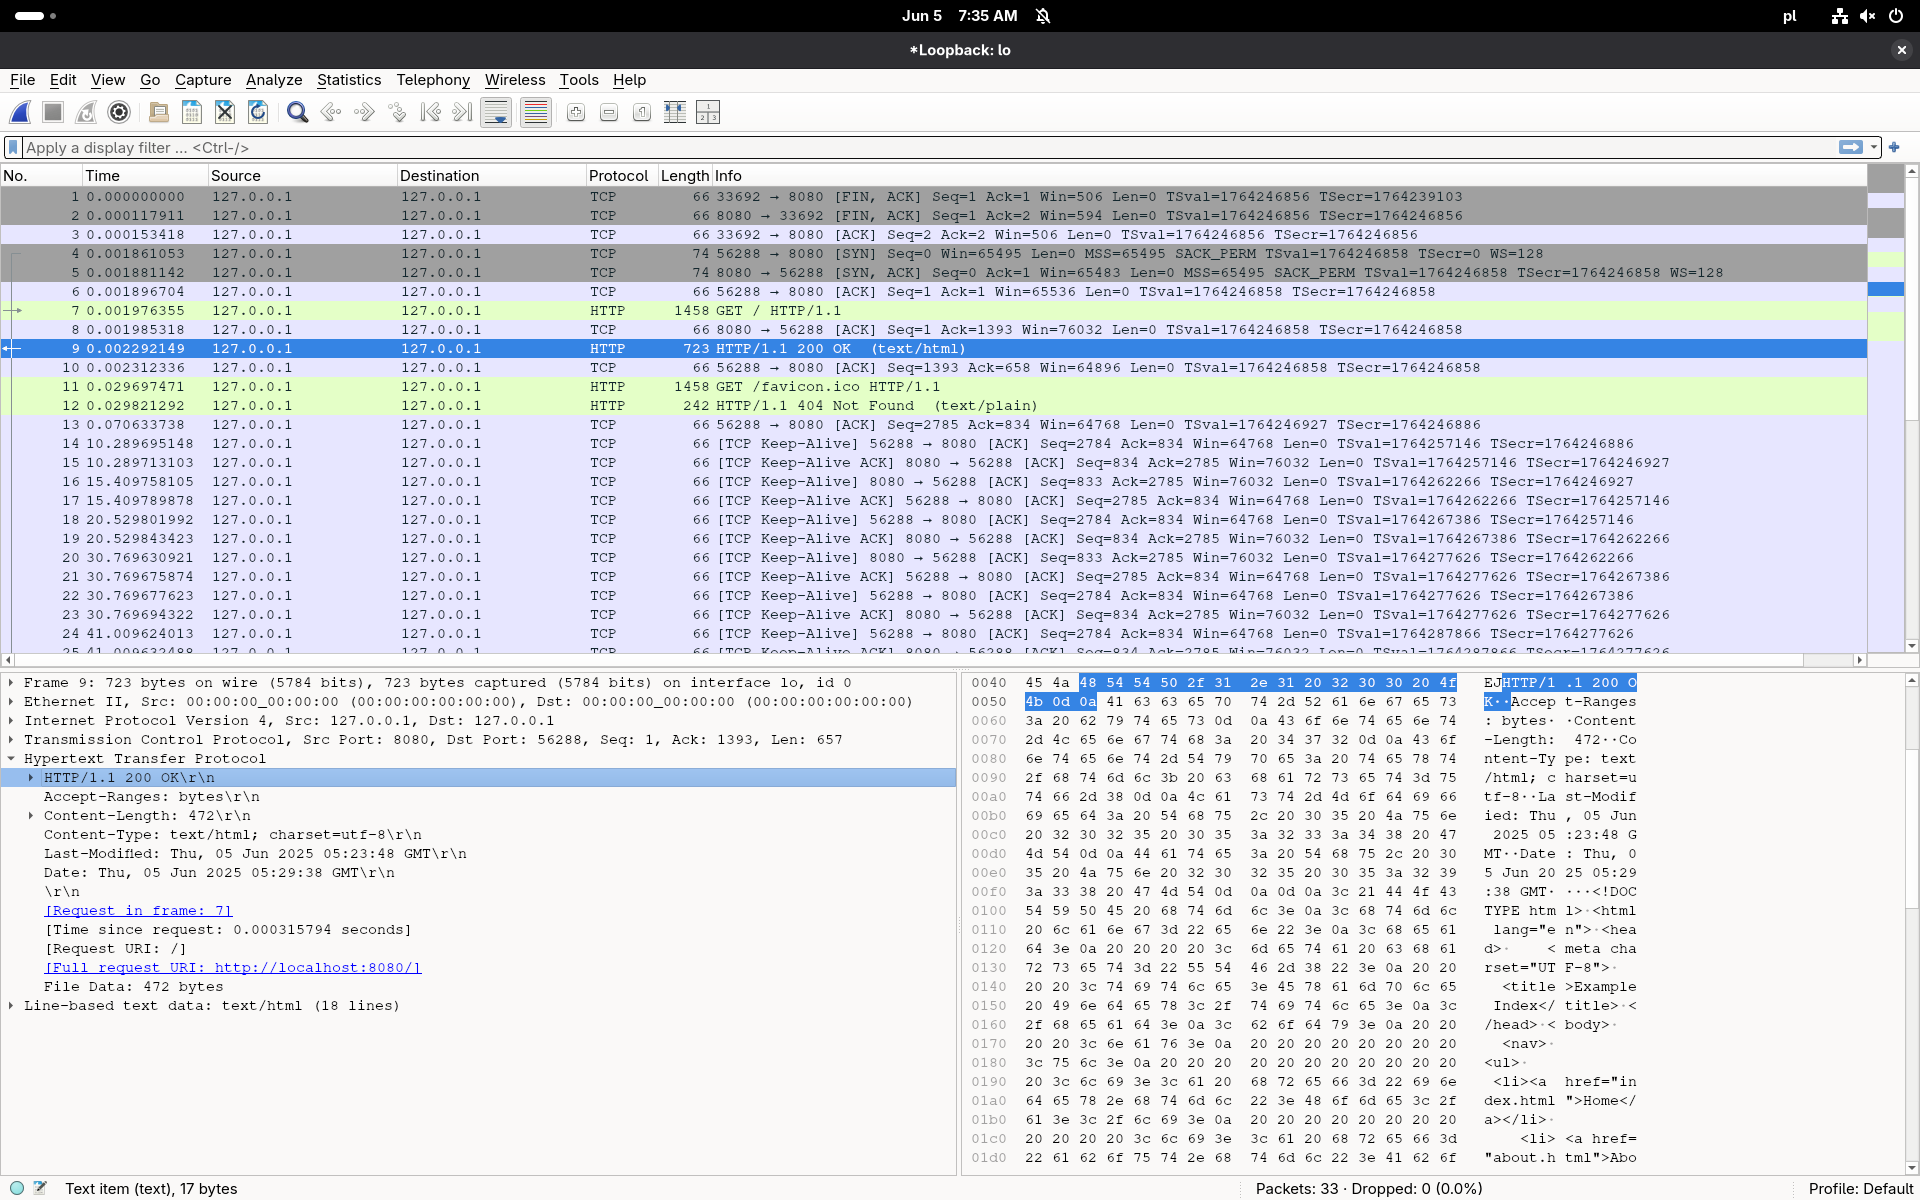 Jun 5 7:35 AM
pl
*Loopback: lo
File Edit View Go Capture Analyze Statistics Telephony Wireless Tools Help
Apply a display filter ... <Ctrl-/>
No. Time Source Destination Protocol Length Info
1 0.000000000 127.0.0.1 127.0.0.1 TCP 66 33692 → 8080 [FIN, ACK] Seq=1 Ack=1 Win=506 Len=0 TSval=1764246856 TSecr=1764239103
2 0.000117911 127.0.0.1 127.0.0.1 TCP 66 8080 → 33692 [FIN, ACK] Seq=1 Ack=2 Win=594 Len=0 TSval=1764246856 TSecr=1764246856
3 0.000153418 127.0.0.1 127.0.0.1 TCP 66 33692 → 8080 [ACK] Seq=2 Ack=2 Win=506 Len=0 TSval=1764246856 TSecr=1764246856
4 0.001861053 127.0.0.1 127.0.0.1 TCP 74 56288 → 8080 [SYN] Seq=0 Win=65495 Len=0 MSS=65495 SACK_PERM TSval=1764246858 TSecr=0 WS=128
5 0.001881142 127.0.0.1 127.0.0.1 TCP 74 8080 → 56288 [SYN, ACK] Seq=0 Ack=1 Win=65483 Len=0 MSS=65495 SACK_PERM TSval=1764246858 TSecr=1764246858 WS=128
6 0.001896704 127.0.0.1 127.0.0.1 TCP 66 56288 → 8080 [ACK] Seq=1 Ack=1 Win=65536 Len=0 TSval=1764246858 TSecr=1764246858
7 0.001976355 127.0.0.1 127.0.0.1 HTTP 1458 GET / HTTP/1.1
8 0.001985318 127.0.0.1 127.0.0.1 TCP 66 8080 → 56288 [ACK] Seq=1 Ack=1393 Win=76032 Len=0 TSval=1764246858 TSecr=1764246858
9 0.002292149 127.0.0.1 127.0.0.1 HTTP 723 HTTP/1.1 200 OK (text/html)
10 0.002312336 127.0.0.1 127.0.0.1 TCP 66 56288 → 8080 [ACK] Seq=1393 Ack=658 Win=64896 Len=0 TSval=1764246858 TSecr=1764246858
11 0.029697471 127.0.0.1 127.0.0.1 HTTP 1458 GET /favicon.ico HTTP/1.1
12 0.029821292 127.0.0.1 127.0.0.1 HTTP 242 HTTP/1.1 404 Not Found (text/plain)
13 0.070633738 127.0.0.1 127.0.0.1 TCP 66 56288 → 8080 [ACK] Seq=2785 Ack=834 Win=64768 Len=0 TSval=1764246927 TSecr=1764246886
14 10.289695148 127.0.0.1 127.0.0.1 TCP 66 [TCP Keep-Alive] 56288 → 8080 [ACK] Seq=2784 Ack=834 Win=64768 Len=0 TSval=1764257146 TSecr=1764246886
15 10.289713103 127.0.0.1 127.0.0.1 TCP 66 [TCP Keep-Alive ACK] 8080 → 56288 [ACK] Seq=834 Ack=2785 Win=76032 Len=0 TSval=1764257146 TSecr=1764246927
16 15.409758105 127.0.0.1 127.0.0.1 TCP 66 [TCP Keep-Alive] 8080 → 56288 [ACK] Seq=833 Ack=2785 Win=76032 Len=0 TSval=1764262266 TSecr=1764246927
17 15.409789878 127.0.0.1 127.0.0.1 TCP 66 [TCP Keep-Alive ACK] 56288 → 8080 [ACK] Seq=2785 Ack=834 Win=64768 Len=0 TSval=1764262266 TSecr=1764257146
18 20.529801992 127.0.0.1 127.0.0.1 TCP 66 [TCP Keep-Alive] 56288 → 8080 [ACK] Seq=2784 Ack=834 Win=64768 Len=0 TSval=1764267386 TSecr=1764257146
19 20.529843423 127.0.0.1 127.0.0.1 TCP 66 [TCP Keep-Alive ACK] 8080 → 56288 [ACK] Seq=834 Ack=2785 Win=76032 Len=0 TSval=1764267386 TSecr=1764262266
20 30.769630921 127.0.0.1 127.0.0.1 TCP 66 [TCP Keep-Alive] 8080 → 56288 [ACK] Seq=833 Ack=2785 Win=76032 Len=0 TSval=1764277626 TSecr=1764262266
21 30.769675874 127.0.0.1 127.0.0.1 TCP 66 [TCP Keep-Alive ACK] 56288 → 8080 [ACK] Seq=2785 Ack=834 Win=64768 Len=0 TSval=1764277626 TSecr=1764267386
22 30.769677623 127.0.0.1 127.0.0.1 TCP 66 [TCP Keep-Alive] 56288 → 8080 [ACK] Seq=2784 Ack=834 Win=64768 Len=0 TSval=1764277626 TSecr=1764267386
23 30.769694322 127.0.0.1 127.0.0.1 TCP 66 [TCP Keep-Alive ACK] 8080 → 56288 [ACK] Seq=834 Ack=2785 Win=76032 Len=0 TSval=1764277626 TSecr=1764277626
24 41.009624013 127.0.0.1 127.0.0.1 TCP 66 [TCP Keep-Alive] 56288 → 8080 [ACK] Seq=2784 Ack=834 Win=64768 Len=0 TSval=1764287866 TSecr=1764277626
Frame 9: 723 bytes on wire (5784 bits), 723 bytes captured (5784 bits) on interface lo, id 0
Ethernet II, Src: 00:00:00_00:00:00 (00:00:00:00:00:00), Dst: 00:00:00_00:00:00 (00:00:00:00:00:00)
Internet Protocol Version 4, Src: 127.0.0.1, Dst: 127.0.0.1
Transmission Control Protocol, Src Port: 8080, Dst Port: 56288, Seq: 1, Ack: 1393, Len: 657
Hypertext Transfer Protocol
HTTP/1.1 200 OK\r\n
Accept-Ranges: bytes\r\n
Content-Length: 472\r\n
Content-Type: text/html; charset=utf-8\r\n
Last-Modified: Thu, 05 Jun 2025 05:23:48 GMT\r\n
Date: Thu, 05 Jun 2025 05:29:38 GMT\r\n
\r\n
[Request in frame: 7]
[Time since request: 0.000315794 seconds]
[Request URI: /]
[Full request URI: http://localhost:8080/]
File Data: 472 bytes
Line-based text data: text/html (18 lines)
0040 45 4a 48 54 54 50 2f 31 2e 31 20 32 30 30 20 4f EJHTTP/1 .1 200 O
0050 4b 0d 0a 41 63 63 65 70 74 2d 52 61 6e 67 65 73 K··Accep t-Ranges
0060 3a 20 62 79 74 65 73 0d 0a 43 6f 6e 74 65 6e 74 : bytes· ·Content
0070 2d 4c 65 6e 67 74 68 3a 20 34 37 32 0d 0a 43 6f -Length: 472··Co
0080 6e 74 65 6e 74 2d 54 79 70 65 3a 20 74 65 78 74 ntent-Ty pe: text
0090 2f 68 74 6d 6c 3b 20 63 68 61 72 73 65 74 3d 75 /html; c harset=u
00a0 74 66 2d 38 0d 0a 4c 61 73 74 2d 4d 6f 64 69 66 tf-8··La st-Modif
00b0 69 65 64 3a 20 54 68 75 2c 20 30 35 20 4a 75 6e ied: Thu , 05 Jun
00c0 20 32 30 32 35 20 30 35 3a 32 33 3a 34 38 20 47 2025 05 :23:48 G
00d0 4d 54 0d 0a 44 61 74 65 3a 20 54 68 75 2c 20 30 MT··Date : Thu, 0
00e0 35 20 4a 75 6e 20 32 30 32 35 20 30 35 3a 32 39 5 Jun 20 25 05:29
00f0 3a 33 38 20 47 4d 54 0d 0a 0d 0a 3c 21 44 4f 43 :38 GMT· ···<!DOC
0100 54 59 50 45 20 68 74 6d 6c 3e 0a 3c 68 74 6d 6c TYPE htm l>·<html
0110 20 6c 61 6e 67 3d 22 65 6e 22 3e 0a 3c 68 65 61 lang="e n">·<hea
0120 64 3e 0a 20 20 20 20 3c 6d 65 74 61 20 63 68 61 d>· < meta cha
0130 72 73 65 74 3d 22 55 54 46 2d 38 22 3e 0a 20 20 rset="UT F-8">·
0140 20 20 3c 74 69 74 6c 65 3e 45 78 61 6d 70 6c 65 <title >Example
0150 20 49 6e 64 65 78 3c 2f 74 69 74 6c 65 3e 0a 3c Index</ title>·<
0160 2f 68 65 61 64 3e 0a 3c 62 6f 64 79 3e 0a 20 20 /head>·< body>·
0170 20 20 3c 6e 61 76 3e 0a 20 20 20 20 20 20 20 20 <nav>·
0180 3c 75 6c 3e 0a 20 20 20 20 20 20 20 20 20 20 20 <ul>·
0190 20 3c 6c 69 3e 3c 61 20 68 72 65 66 3d 22 69 6e <li><a href="in
01a0 64 65 78 2e 68 74 6d 6c 22 3e 48 6f 6d 65 3c 2f dex.html ">Home</
01b0 61 3e 3c 2f 6c 69 3e 0a 20 20 20 20 20 20 20 20 a></li>·
01c0 20 20 20 20 3c 6c 69 3e 3c 61 20 68 72 65 66 3d <li> <a href=
01d0 22 61 62 6f 75 74 2e 68 74 6d 6c 22 3e 41 62 6f "about.h tml">Abo
Text item (text), 17 bytes
Packets: 33 · Dropped: 0 (0.0%)
Profile: Default